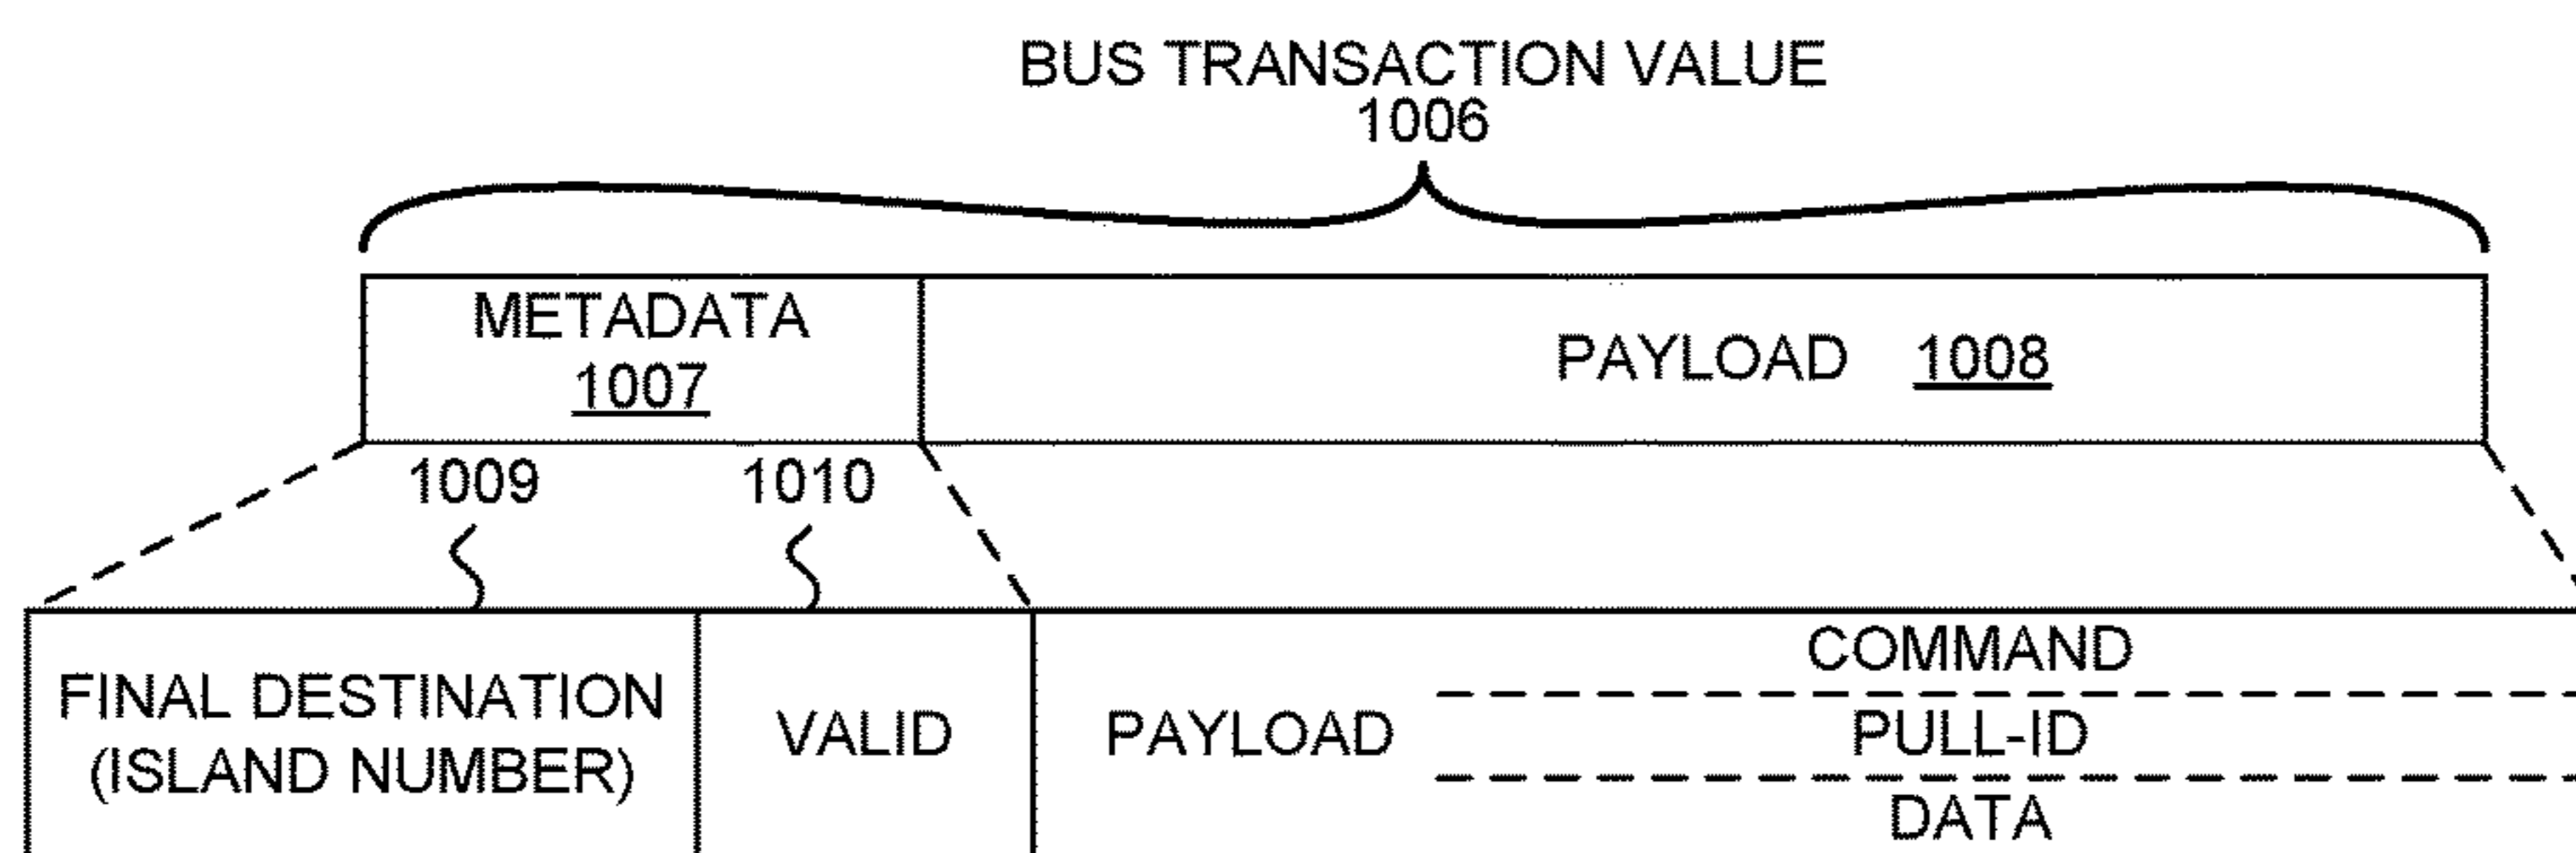 BUS TRANSACTION VALUE
1006
METADATA
1007
PAYLOAD 1008
1009 1010
FINAL DESTINATION
(ISLAND NUMBER)
VALID
PAYLOAD
COMMAND
PULL-ID
DATA